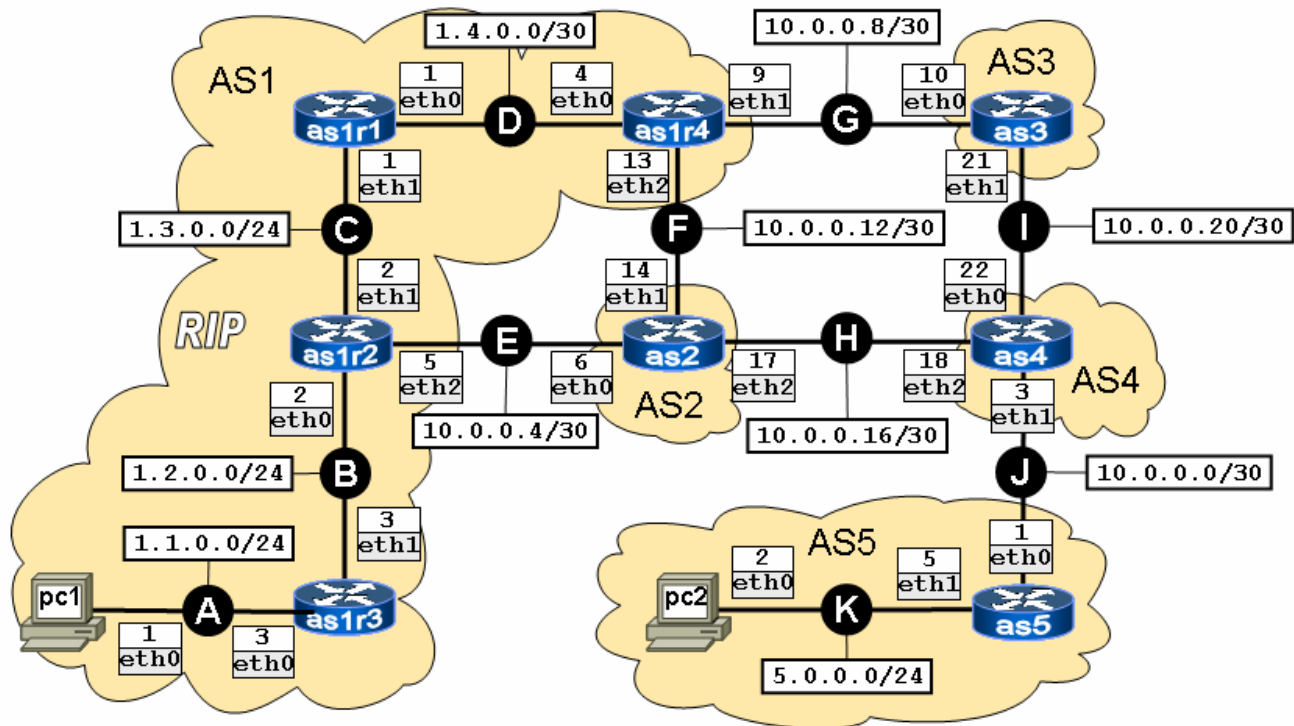 1.4.0.0/30
10.0.0.8/30
AS1
AS3
1
eth0
4
eth0
9
eth1
10
eth0
as1r1
D
as1r4
G
as3
1
eth1
13
eth2
21
eth1
1.3.0.0/24
C
F
10.0.0.12/30
I
10.0.0.20/30
2
eth1
14
eth1
22
eth0
RIP
as1r2
E
as2
H
as4
5
eth2
6
eth0
17
eth2
18
eth2
AS4
2
eth0
AS2
3
eth1
10.0.0.4/30
10.0.0.16/30
1.2.0.0/24
B
J
10.0.0.0/30
3
eth1
1.1.0.0/24
AS5
1
eth0
2
eth0
5
eth1
pc1
A
as1r3
pc2
K
as5
1
eth0
3
eth0
5.0.0.0/24